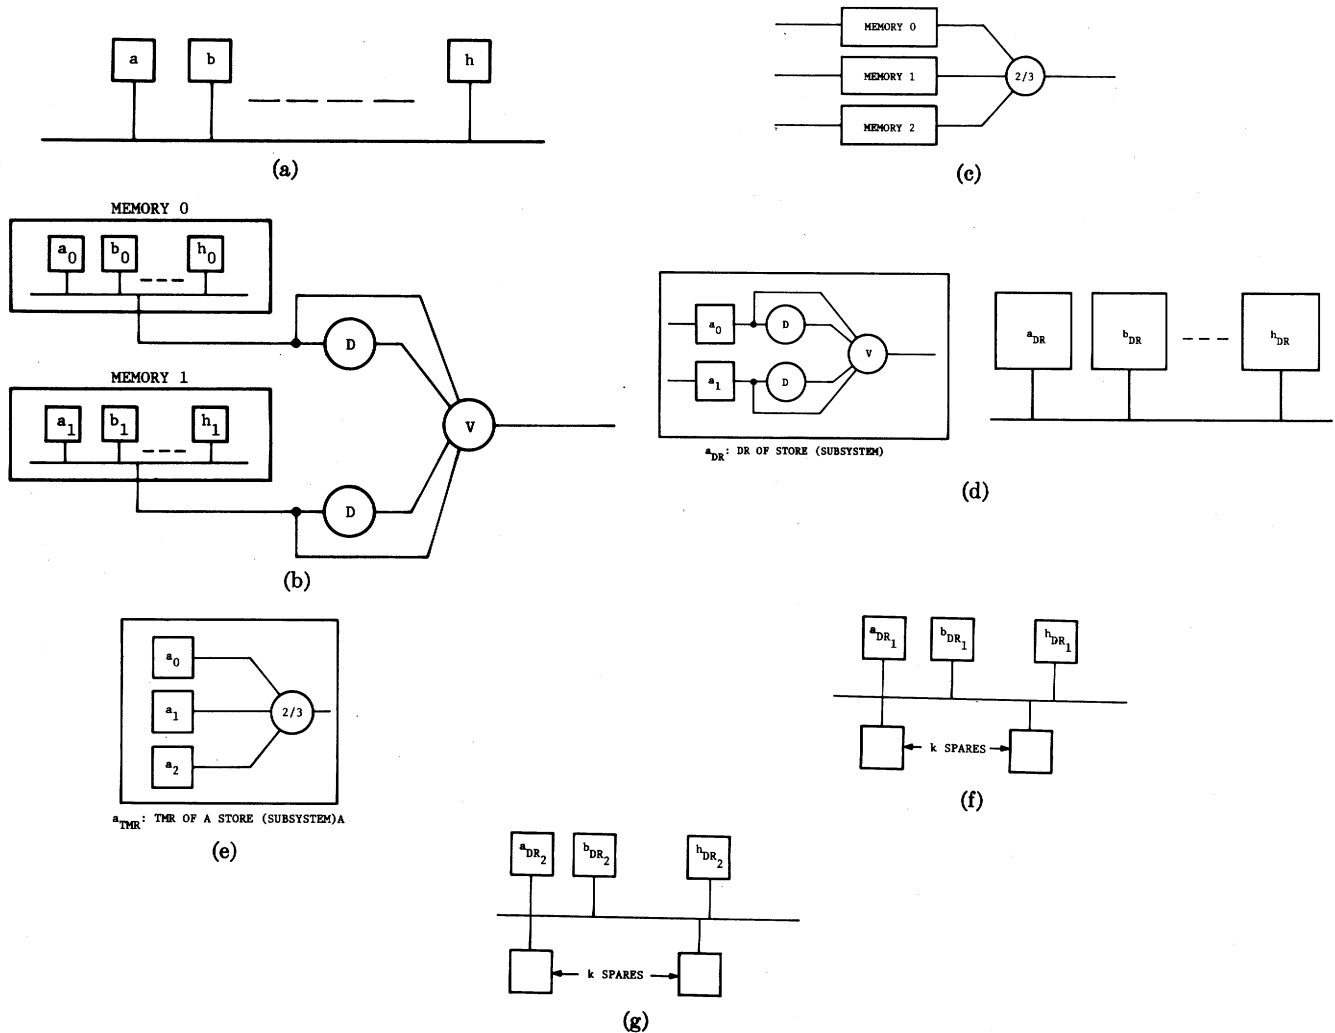 a b h
(a)
MEMORY 0
MEMORY 1
2/3
MEMORY 2
(c)
MEMORY 0
a0 b0 h0
D
MEMORY 1
a1 b1 h1
V
D
(b)
a0 D
V
a1 D
aDR: DR OF STORE (SUBSYSTEM)
aDR bDR hDR
(d)
a0
a1
2/3
a2
aTMR: TMR OF A STORE (SUBSYSTEM)A
(e)
aDR1 bDR1 hDR1
k SPARES
(f)
aDR2 bDR2 hDR2
k SPARES
(g)